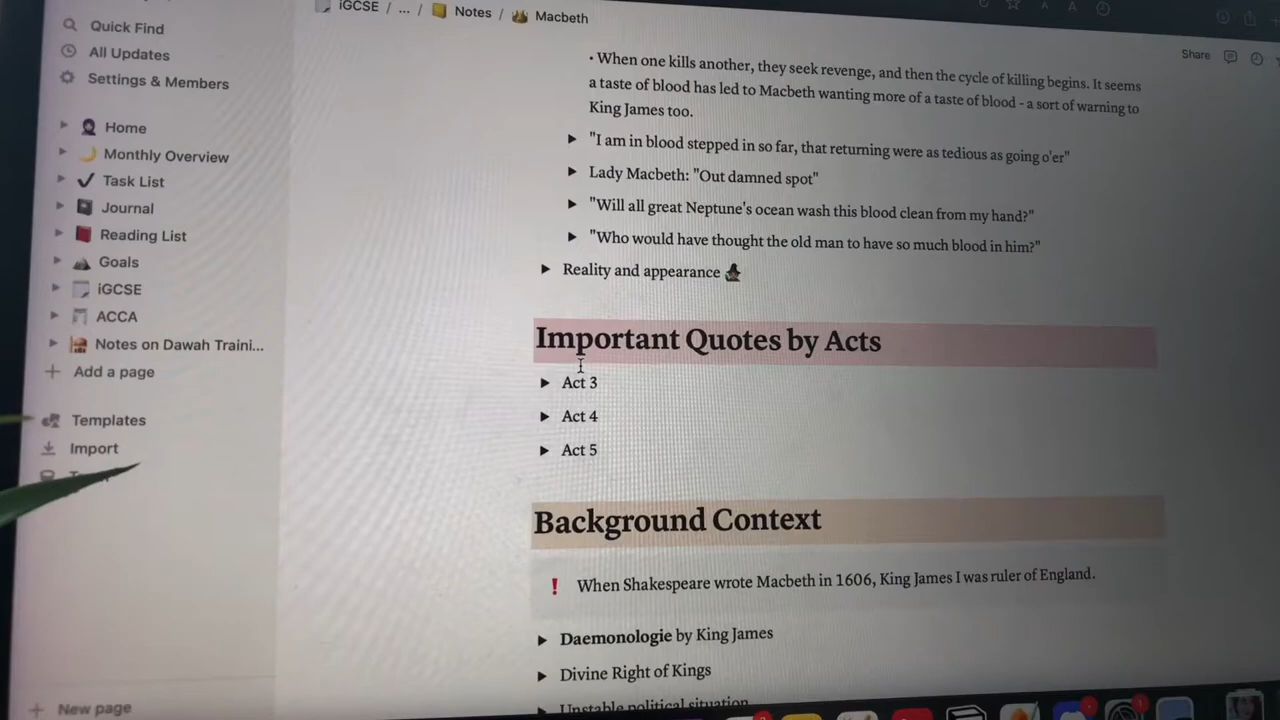 iGCSE / ... / Notes / Macbeth
Quick Find
All Updates
Settings & Members
Home
Monthly Overview
Task List
Journal
Reading List
Goals
iGCSE
ACCA
Notes on Dawah Traini...
Add a page
Templates
Import
New page
Share
• When one kills another, they seek revenge, and then the cycle of killing begins. It seems
a taste of blood has led to Macbeth wanting more of a taste of blood - a sort of warning to
King James too.
"I am in blood stepped in so far, that returning were as tedious as going o'er"
Lady Macbeth: "Out damned spot"
"Will all great Neptune's ocean wash this blood clean from my hand?"
"Who would have thought the old man to have so much blood in him?"
Reality and appearance
Important Quotes by Acts
Act 3
Act 4
Act 5
Background Context
When Shakespeare wrote Macbeth in 1606, King James I was ruler of England.
Daemonologie by King James
Divine Right of Kings
Unstable political situation